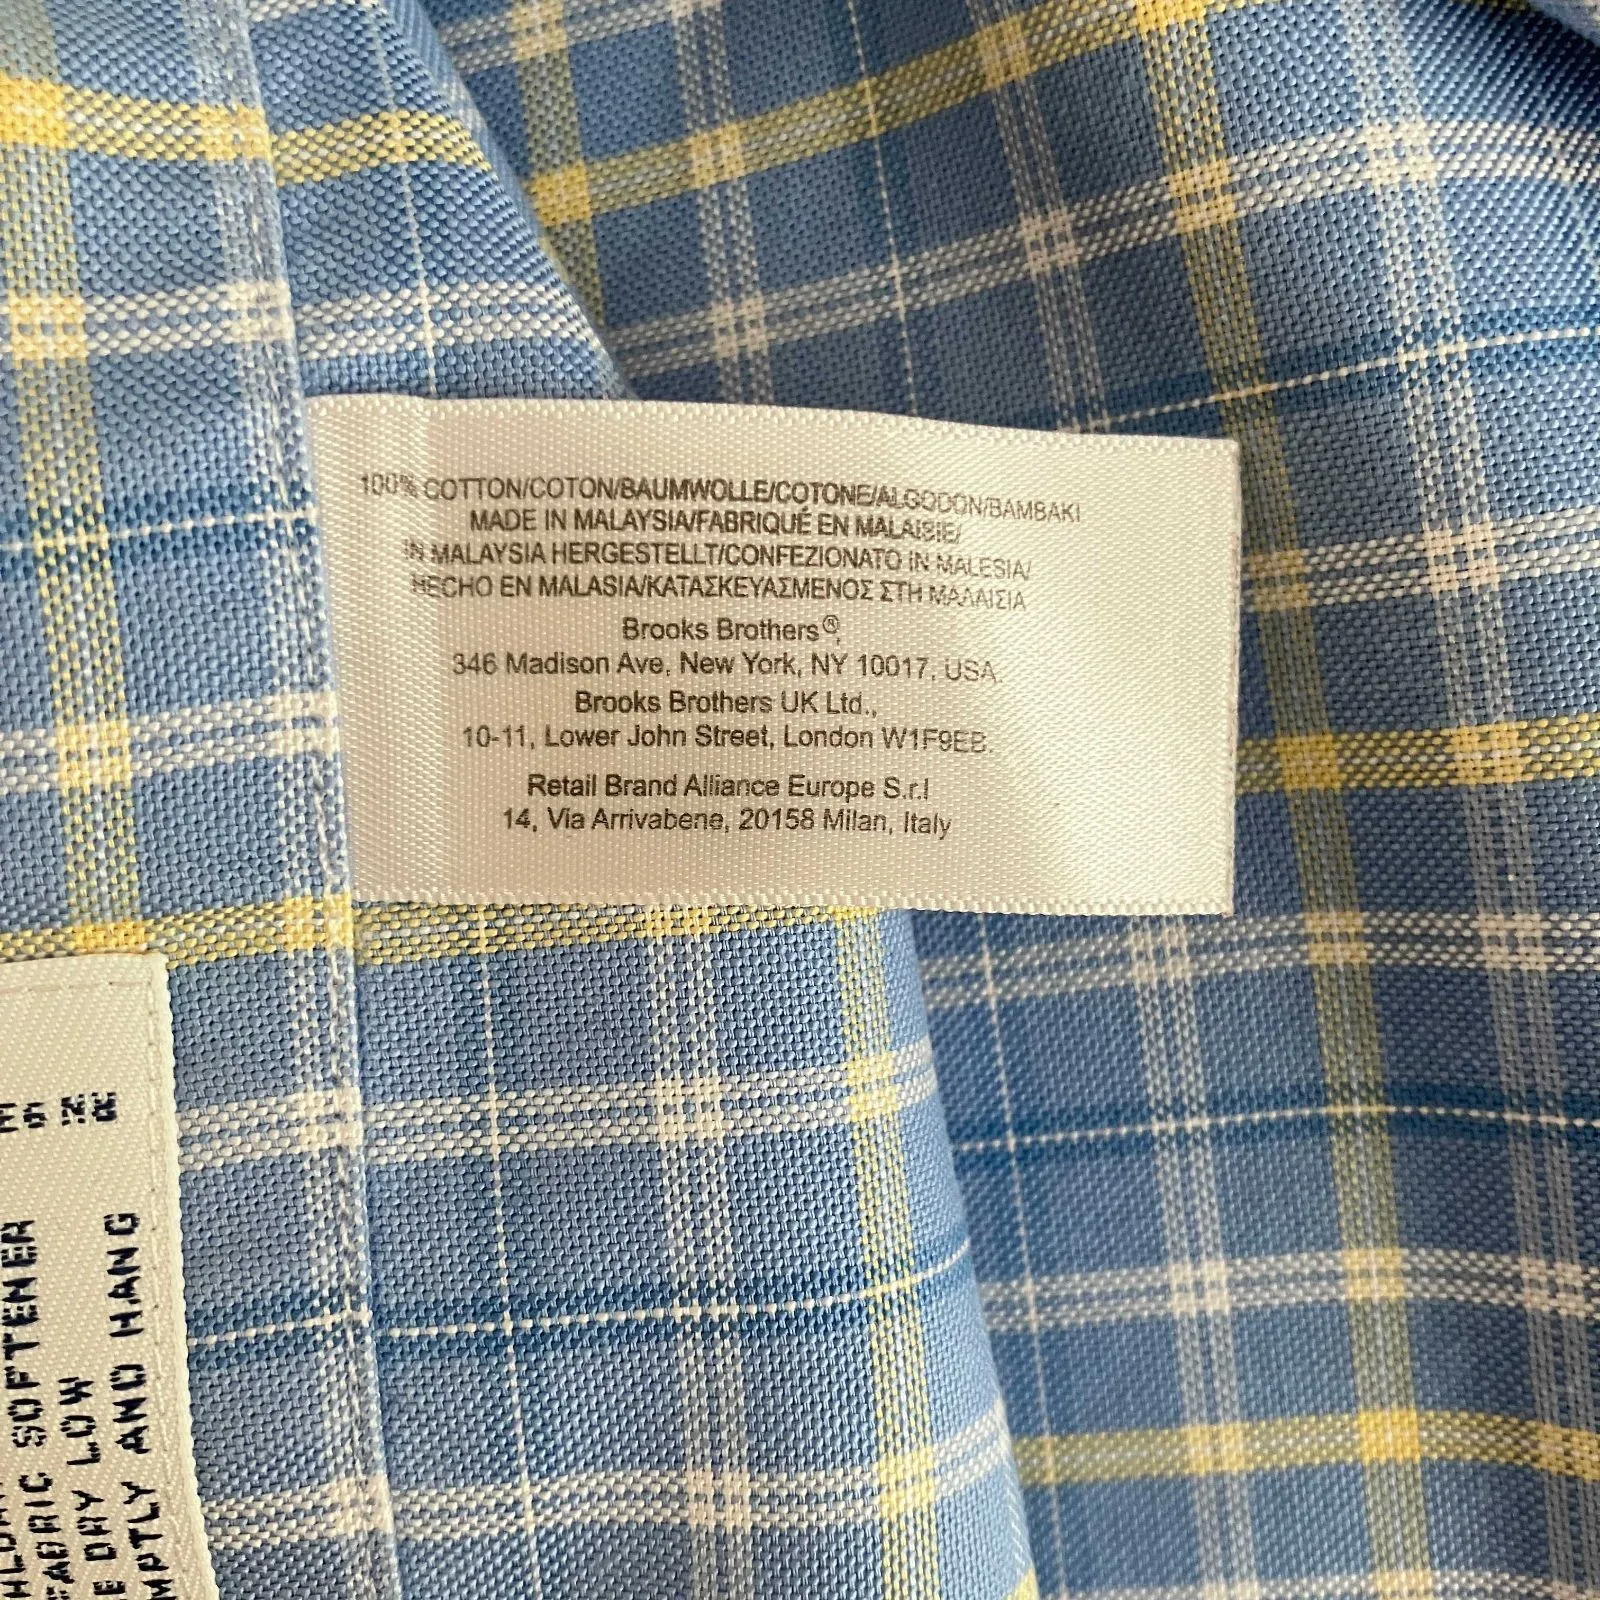 100% COTTON/COTON/BAUMWOLLE/COTONE/ALGODON/BAMBAKI
MADE IN MALAYSIA/FABRIQUÉ EN MALAISIE/
IN MALAYSIA HERGESTELLT/CONFEZIONATO IN MALESIA/
HECHO EN MALASIA/ΚΑΤΑΣΚΕΥΑΣΜΕΝΟΣ ΣΤΗ ΜΑΛΑΙΣΙΑ
Brooks Brothers®,
346 Madison Ave, New York, NY 10017, USA.
Brooks Brothers UK Ltd.,
10-11, Lower John Street, London W1F9EB.
Retail Brand Alliance Europe S.r.l
14, Via Arrivabene, 20158 Milan, Italy
SOFTENER
DRY LOW
AND HANG